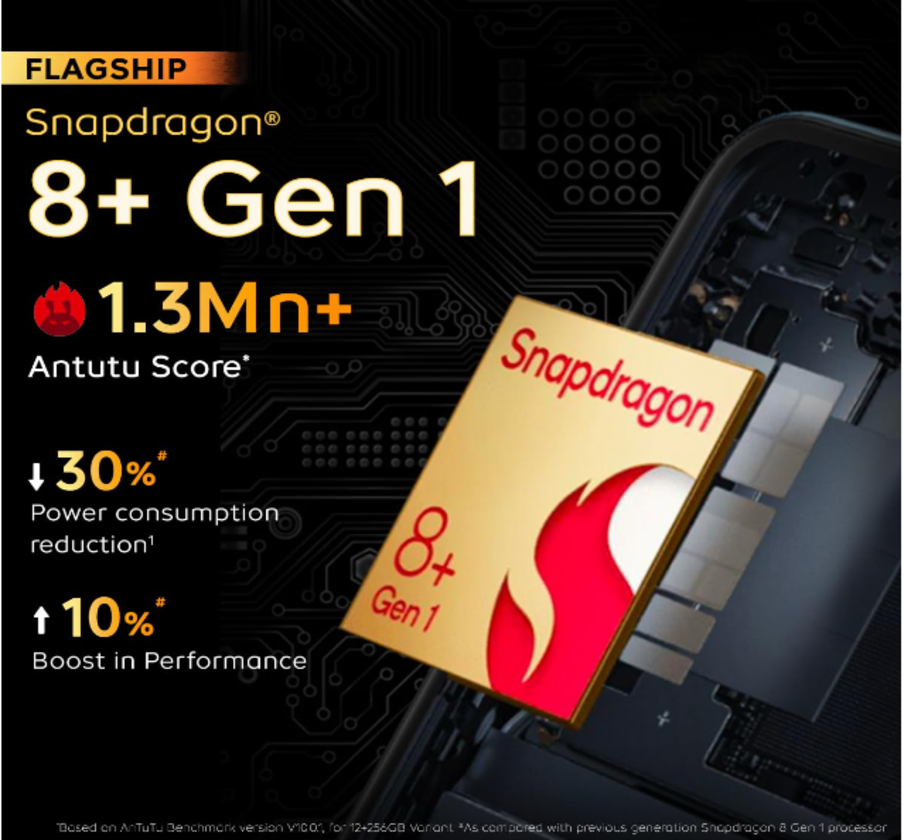 FLAGSHIP
Snapdragon®
8+ Gen 1
1.3Mn+
Antutu Score*
↓ 30%#
Power consumption
reduction¹
↑ 10%#
Boost in Performance
Snapdragon
8+
Gen 1
*Based on AnTuTu Benchmark version V10.0.1, for 12+256GB Variant. #As compared with previous generation Snapdragon 8 Gen 1 processor